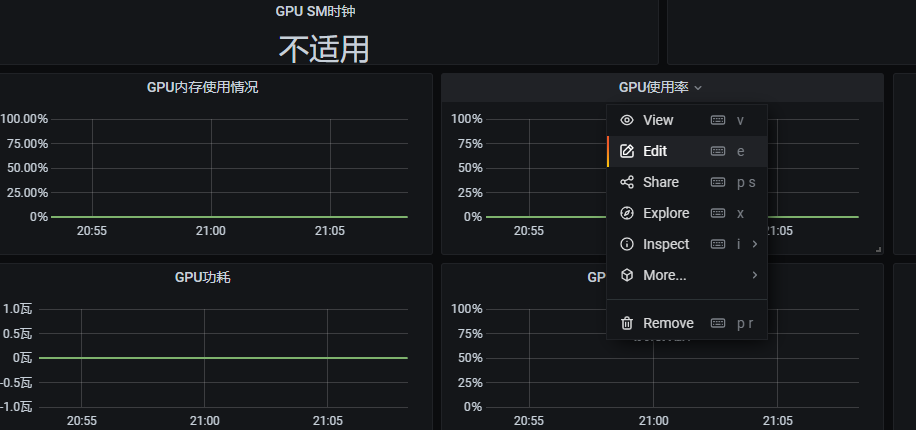 GPU SM时钟
不适用
GPU内存使用情况
100.00%
75.00%
50.00%
25.00%
0%
20:55
21:00
21:05
GPU使用率
100%
75%
50%
25%
0%
20:55
21:05
View v
Edit e
Share p s
Explore x
Inspect i
More...
Remove p r
GPU功耗
1.0瓦
0.5瓦
0瓦
-0.5瓦
-1.0瓦
20:55
21:00
21:05
GP
100%
75%
50%
25%
0%
20:55
21:00
21:05